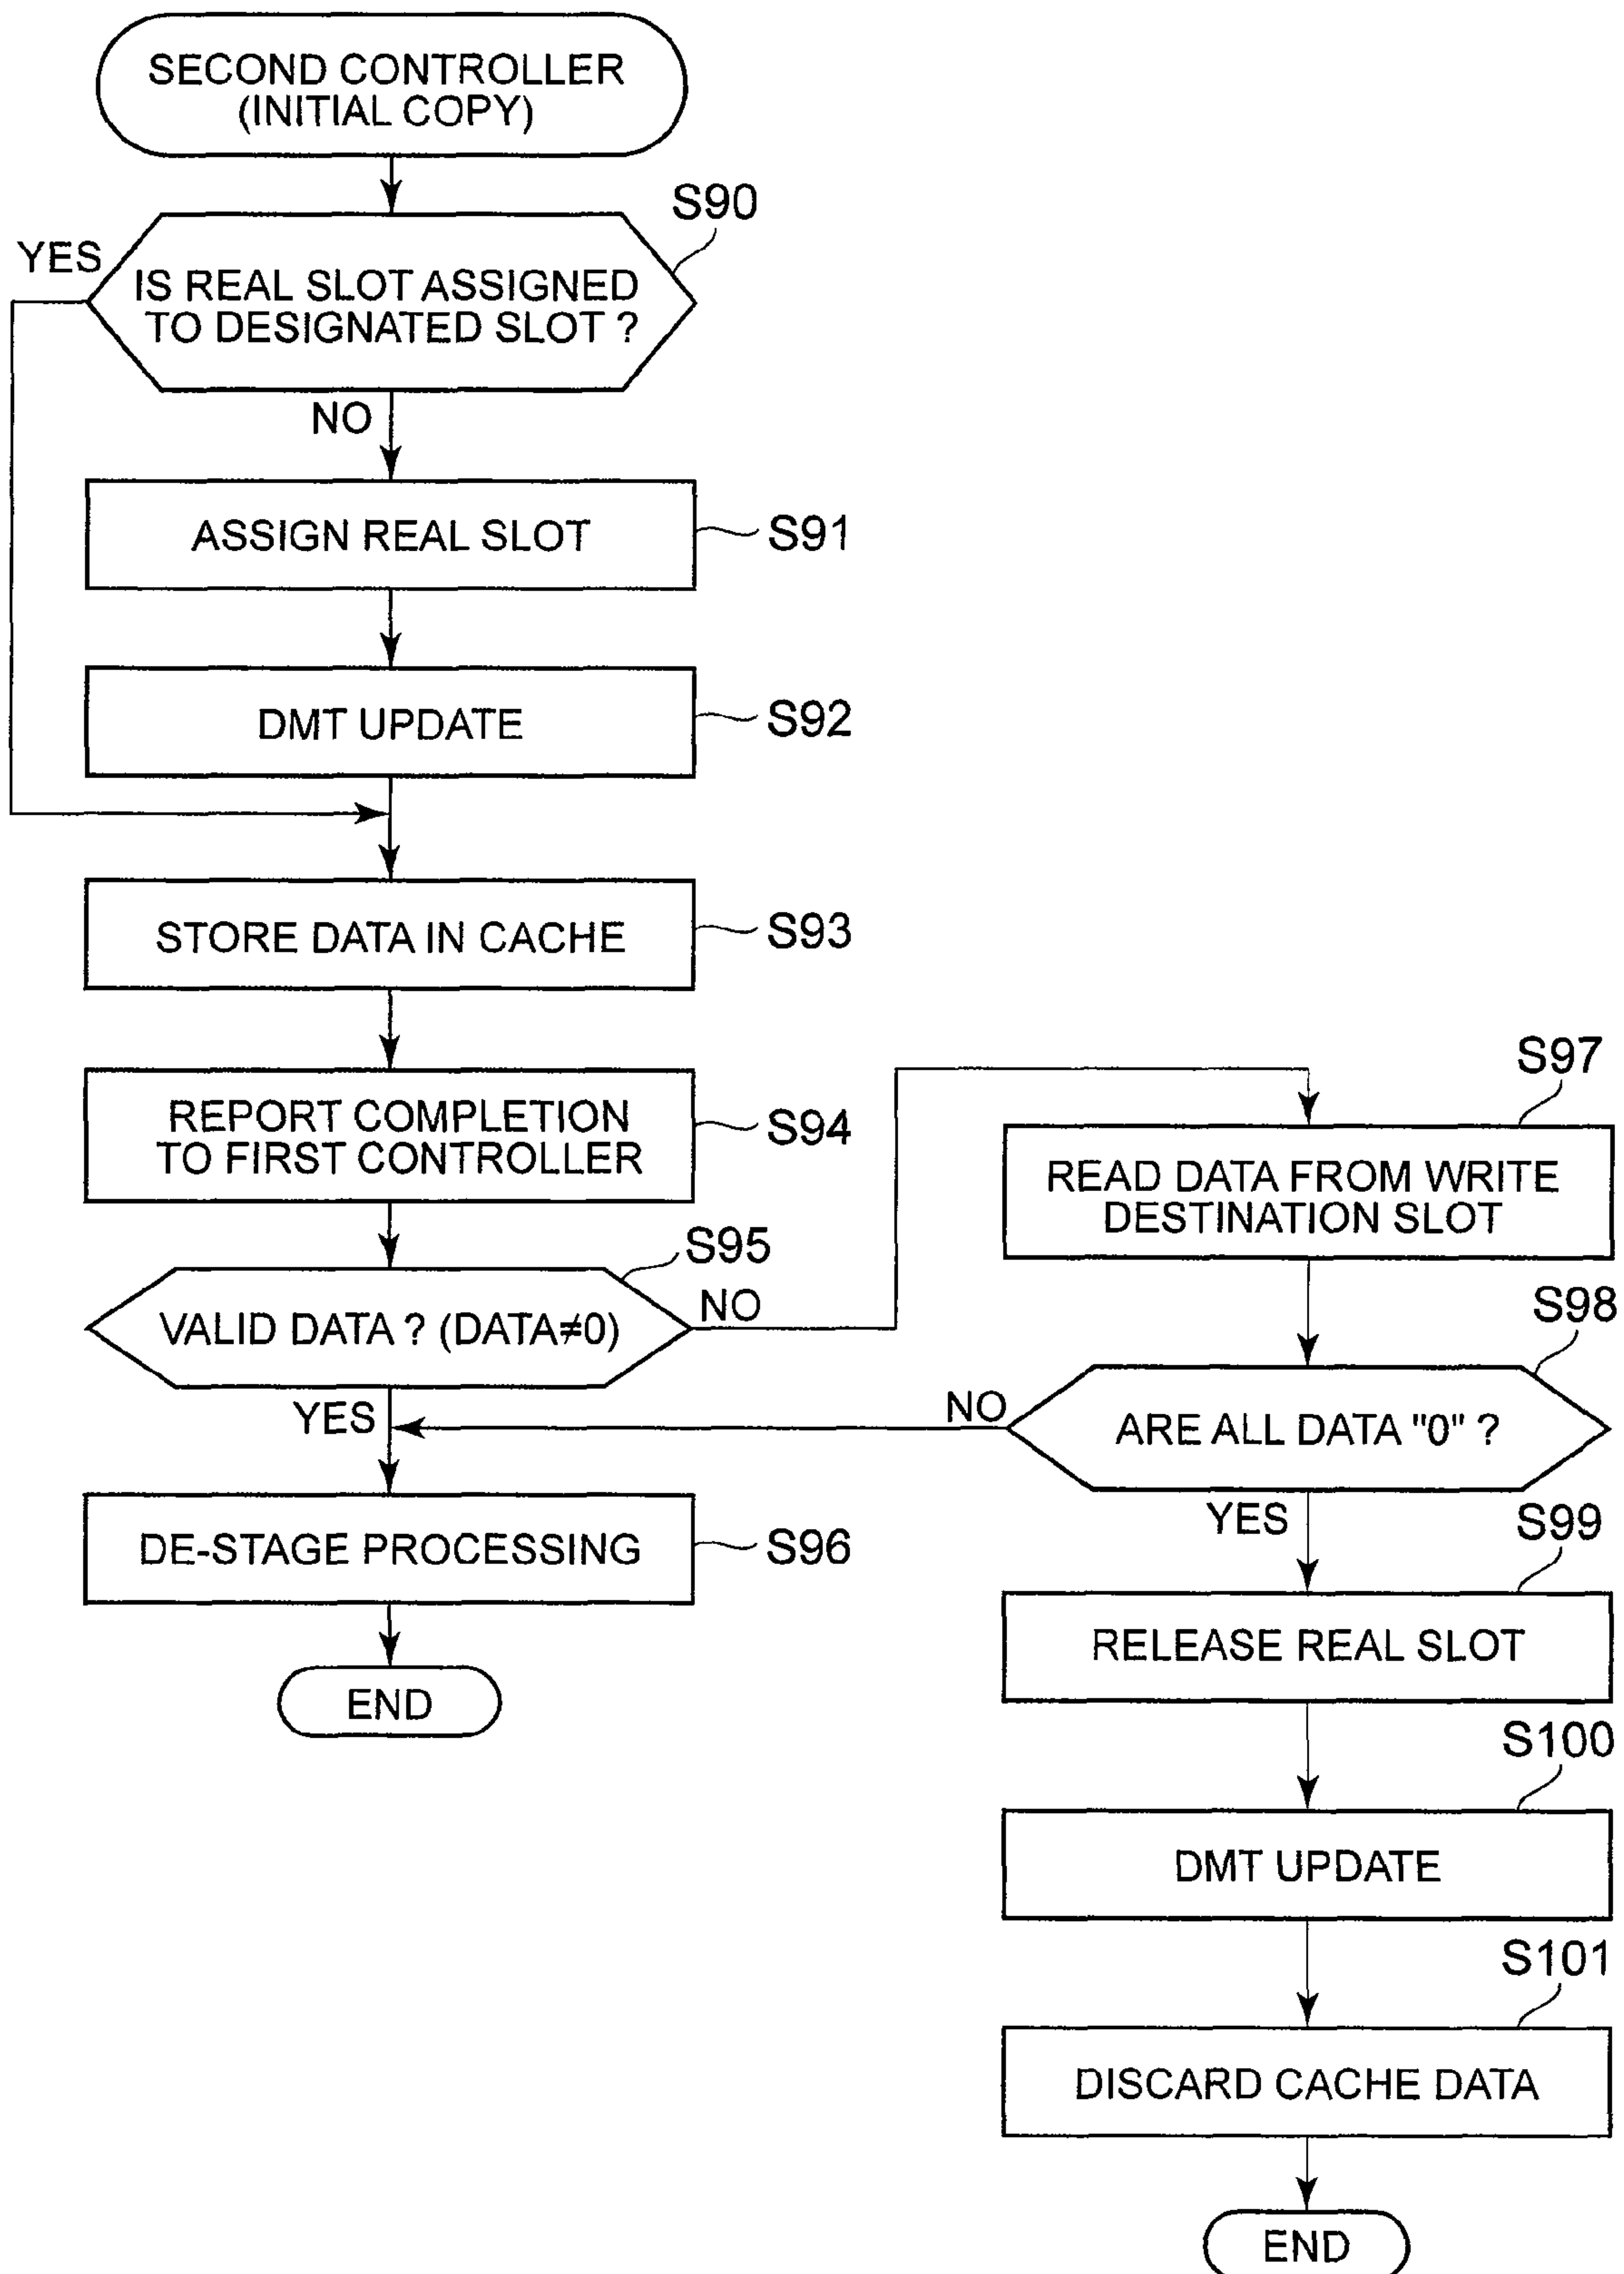 SECOND CONTROLLER
(INITIAL COPY)
S90
YES
IS REAL SLOT ASSIGNED
TO DESIGNATED SLOT ?
NO
ASSIGN REAL SLOT
S91
DMT UPDATE
S92
STORE DATA IN CACHE
S93
REPORT COMPLETION
TO FIRST CONTROLLER
S94
S95
VALID DATA ? (DATA≠0)
NO
YES
DE-STAGE PROCESSING
S96
END
S97
READ DATA FROM WRITE
DESTINATION SLOT
S98
NO
ARE ALL DATA "0" ?
YES
S99
RELEASE REAL SLOT
S100
DMT UPDATE
S101
DISCARD CACHE DATA
END